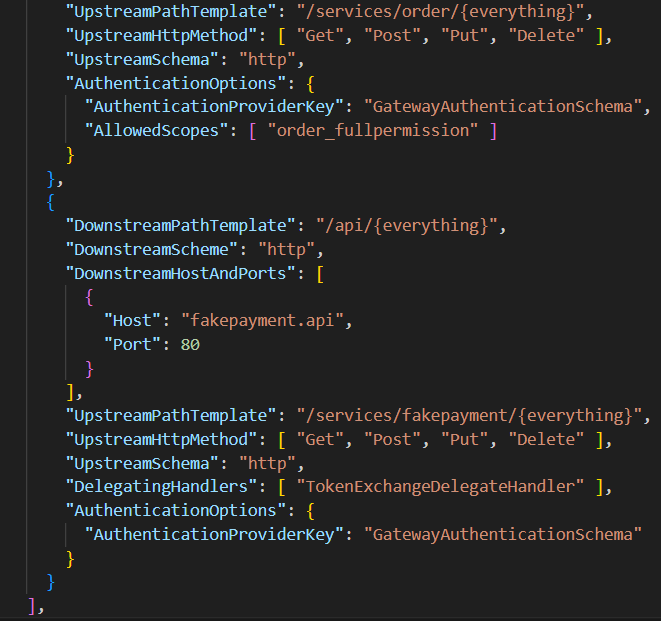 "UpstreamPathTemplate": "/services/order/{everything}",
"UpstreamHttpMethod": [ "Get", "Post", "Put", "Delete" ],
"UpstreamSchema": "http",
"AuthenticationOptions": {
"AuthenticationProviderKey": "GatewayAuthenticationSchema",
"AllowedScopes": [ "order_fullpermission" ]
}
},
{
"DownstreamPathTemplate": "/api/{everything}",
"DownstreamScheme": "http",
"DownstreamHostAndPorts": [
{
"Host": "fakepayment.api",
"Port": 80
}
],
"UpstreamPathTemplate": "/services/fakepayment/{everything}",
"UpstreamHttpMethod": [ "Get", "Post", "Put", "Delete" ],
"UpstreamSchema": "http",
"DelegatingHandlers": [ "TokenExchangeDelegateHandler" ],
"AuthenticationOptions": {
"AuthenticationProviderKey": "GatewayAuthenticationSchema"
}
}
],